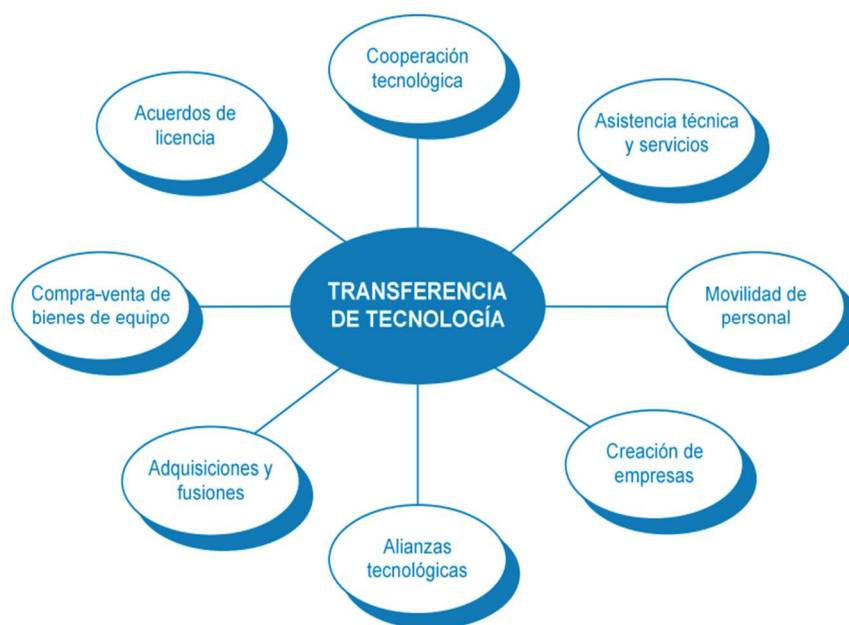 Cooperación
tecnológica
Acuerdos de
licencia
Asistencia técnica
y servicios
Compra-venta de
bienes de equipo
TRANSFERENCIA
DE TECNOLOGÍA
Movilidad de
personal
Adquisiciones y
fusiones
Creación de
empresas
Alianzas
tecnológicas